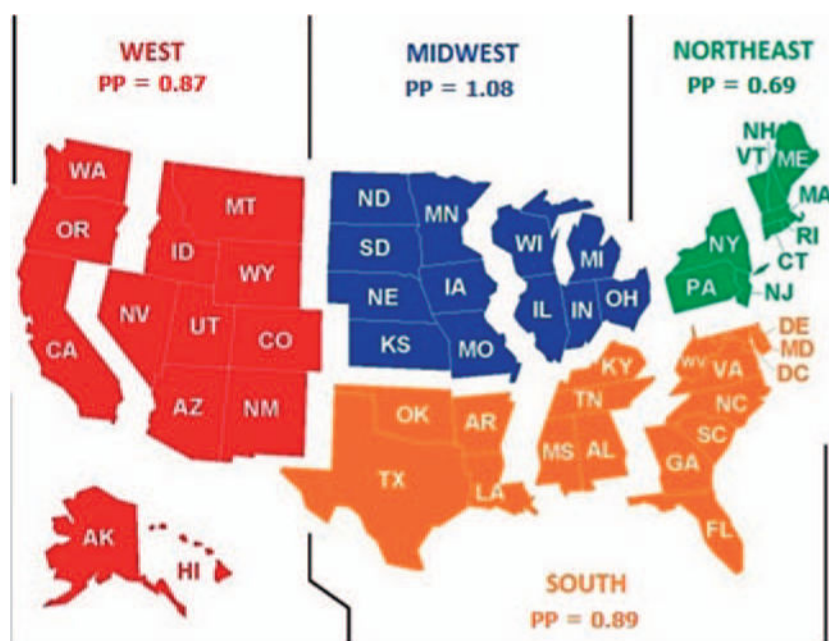 WEST
PP = 0.87
MIDWEST
PP = 1.08
NORTHEAST
PP = 0.69
WA
OR
CA
MT
ID
WY
NV
UT
CO
AZ
NM
AK
HI
ND
SD
NE
KS
MN
IA
MO
WI
IL
MI
IN
OH
NH
VT
ME
MA
RI
CT
NY
PA
NJ
DE
MD
DC
WV
VA
KY
TN
NC
SC
OK
AR
TX
LA
MS
AL
GA
FL
SOUTH
PP = 0.89